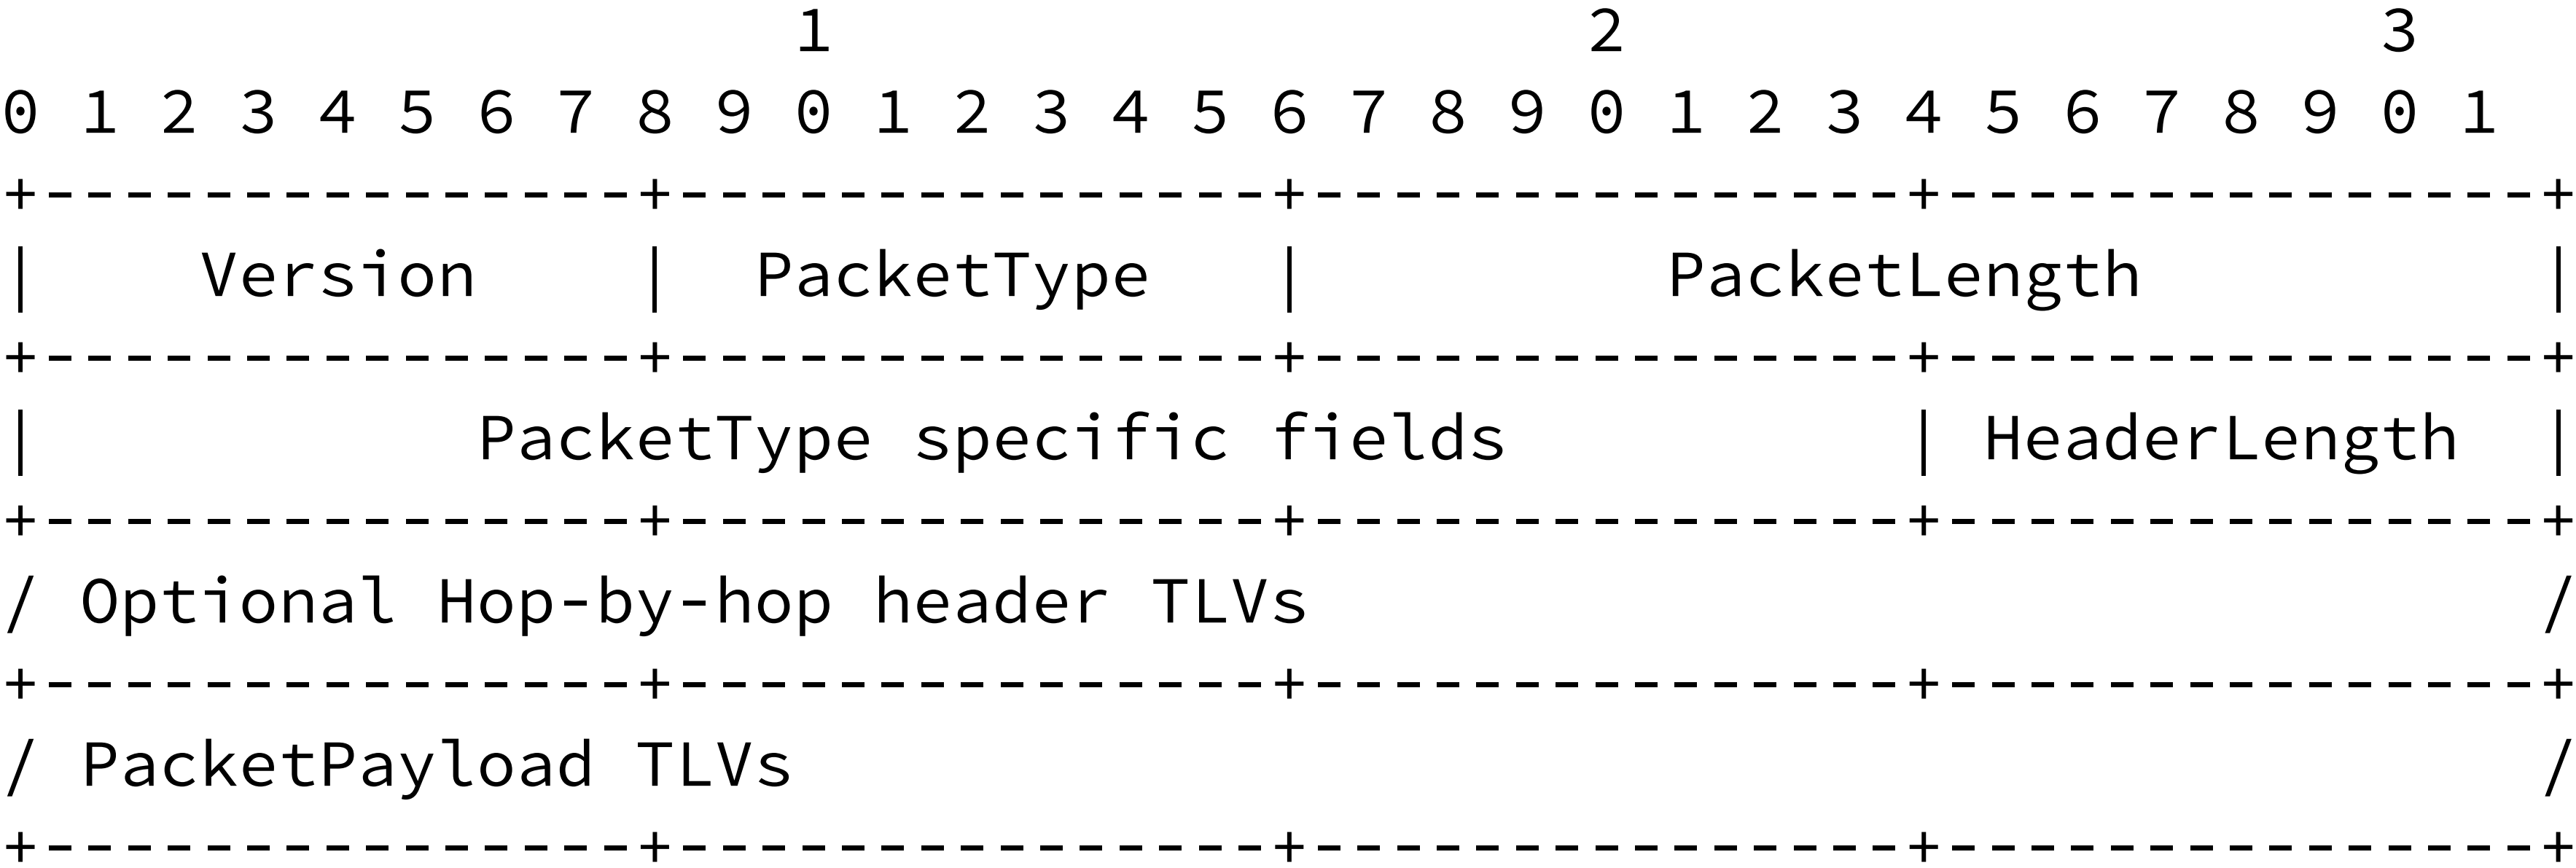 1                   2                   3
0 1 2 3 4 5 6 7 8 9 0 1 2 3 4 5 6 7 8 9 0 1 2 3 4 5 6 7 8 9 0 1
+---------------+---------------+---------------+---------------+
|    Version    |  PacketType   |         PacketLength          |
+---------------+---------------+---------------+---------------+
|           PacketType specific fields          | HeaderLength  |
+---------------+---------------+---------------+---------------+
/ Optional Hop-by-hop header TLVs                               /
+---------------+---------------+---------------+---------------+
/ PacketPayload TLVs                                            /
+---------------+---------------+---------------+---------------+